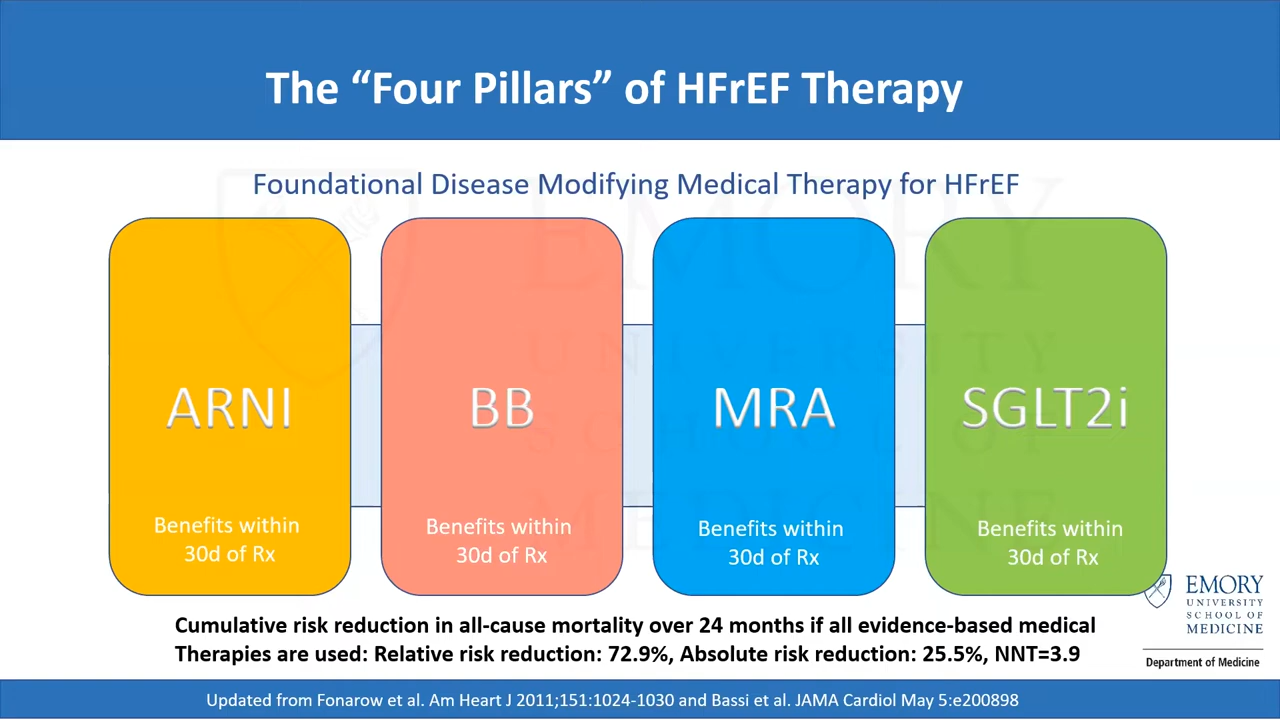 The “Four Pillars” of HFrEF Therapy
Foundational Disease Modifying Medical Therapy for HFrEF
EMORY
UNIVERSITY
SCHOOL OF
MEDICINE
ARNI
BB
MRA
SGLT2i
Benefits within
30d of Rx
Benefits within
30d of Rx
Benefits within
30d of Rx
Benefits within
30d of Rx
EMORY
UNIVERSITY
SCHOOL OF
MEDICINE
Department of Medicine
Cumulative risk reduction in all-cause mortality over 24 months if all evidence-based medical
Therapies are used: Relative risk reduction: 72.9%, Absolute risk reduction: 25.5%, NNT=3.9
Updated from Fonarow et al. Am Heart J 2011;151:1024-1030 and Bassi et al. JAMA Cardiol May 5:e200898